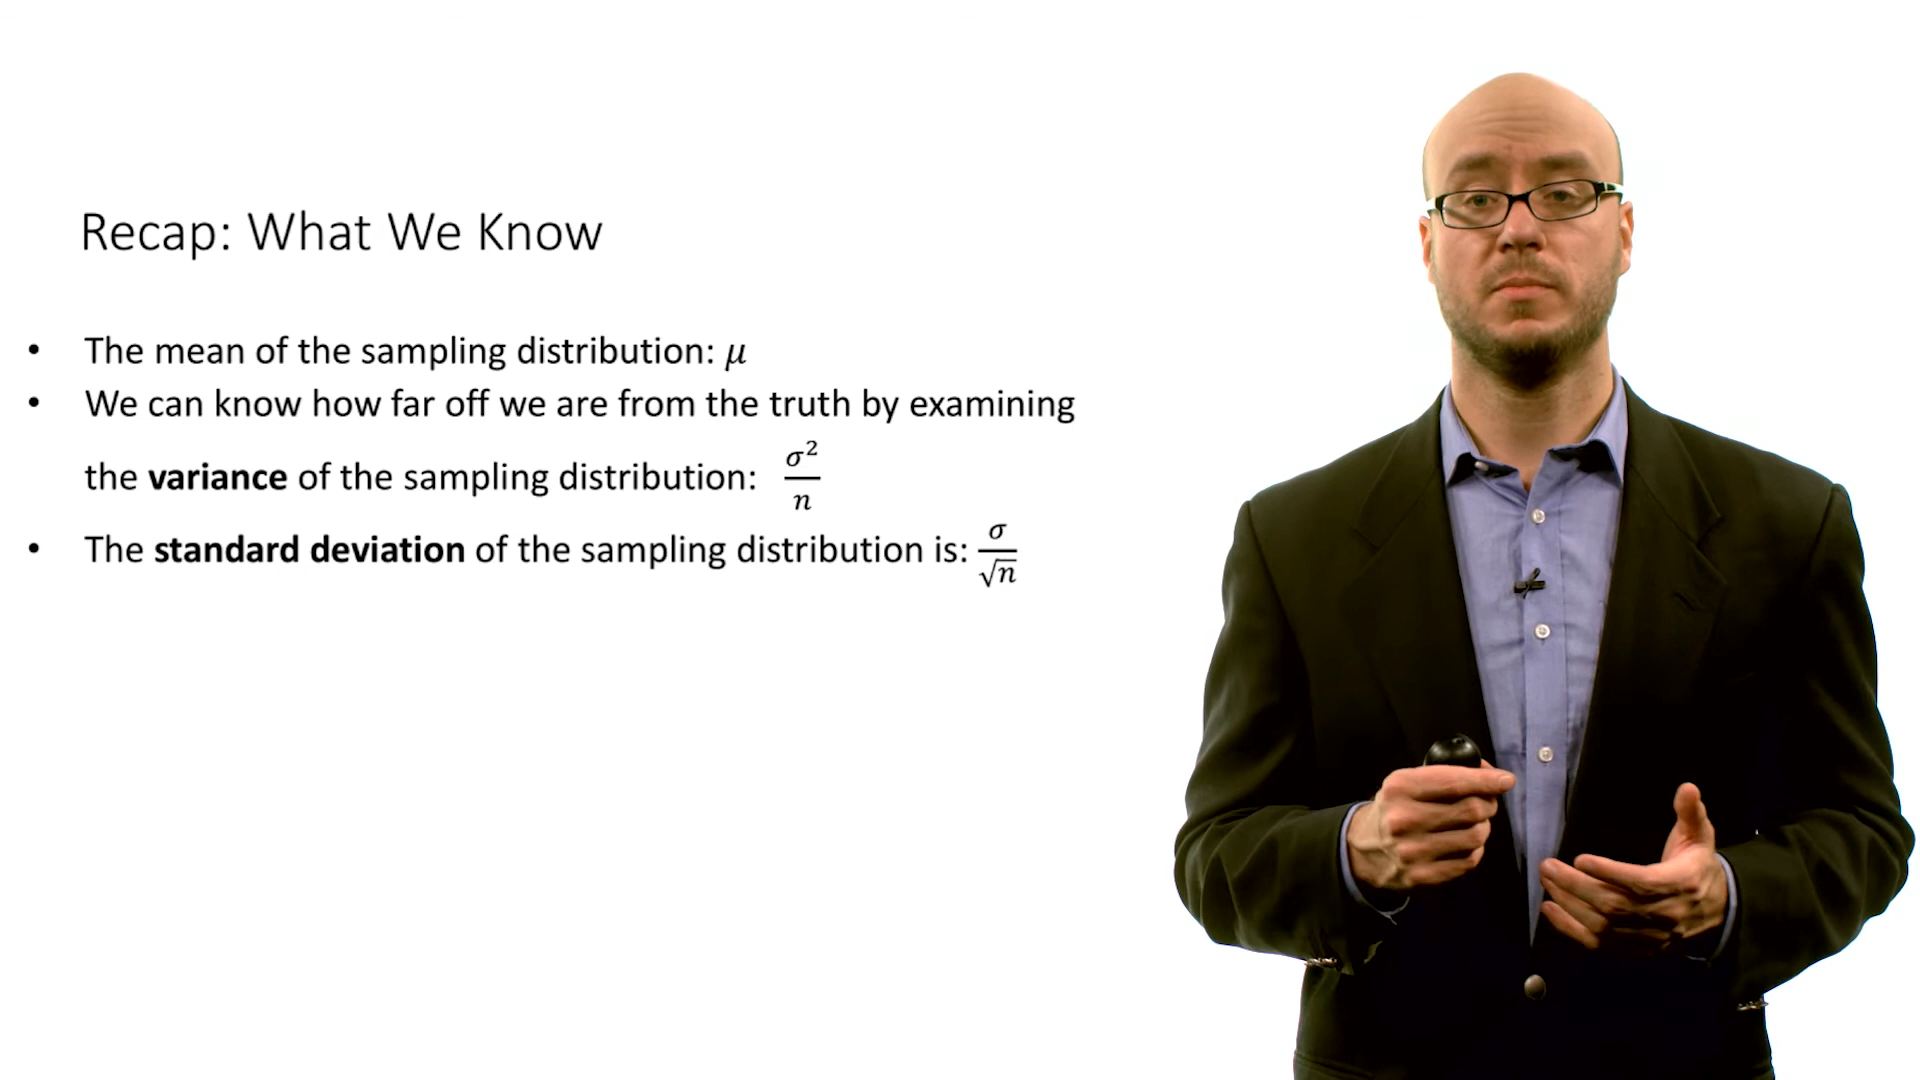 Recap: What We Know
• The mean of the sampling distribution: μ
• We can know how far off we are from the truth by examining
the variance of the sampling distribution: σ²/n
• The standard deviation of the sampling distribution is: σ/√n